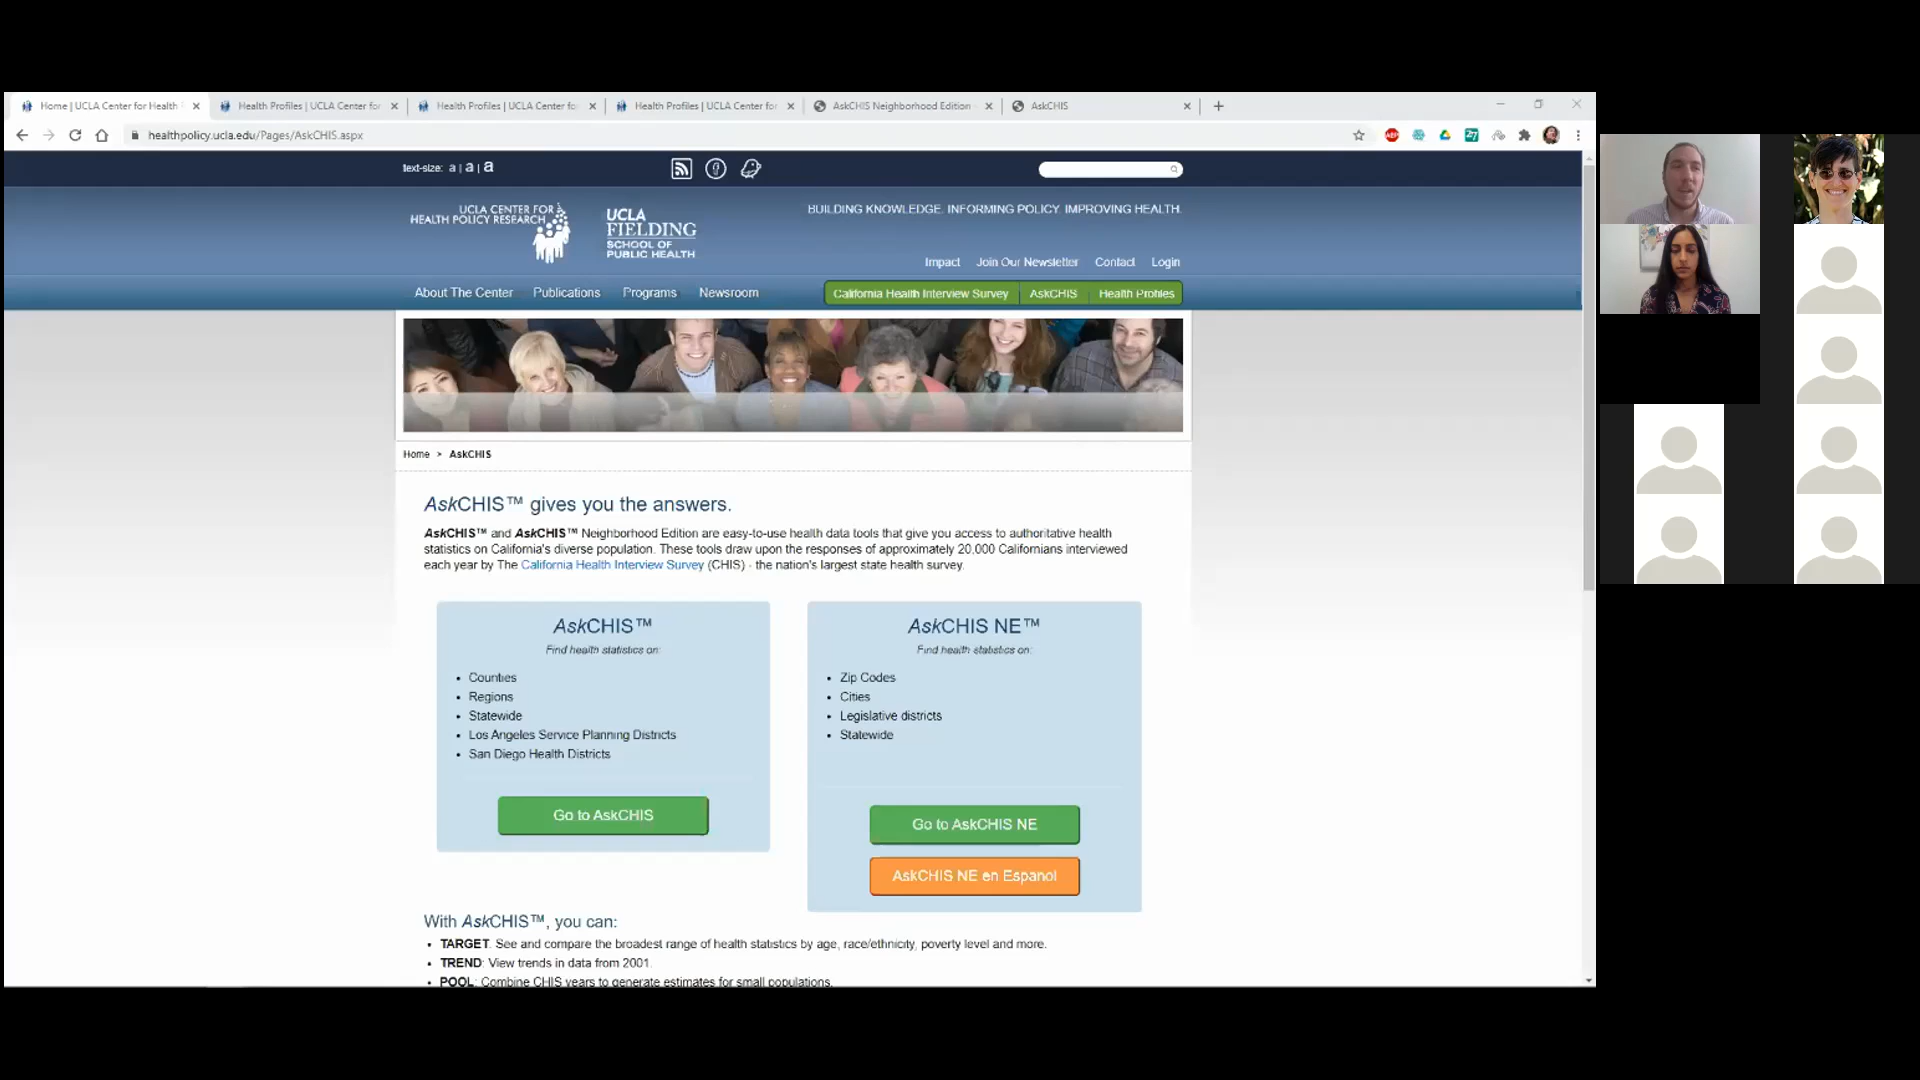 Home | UCLA Center for Health
Health Profiles | UCLA Center for
Health Profiles | UCLA Center for
Health Profiles | UCLA Center for
AskCHIS Neighborhood Edition
AskCHIS
healthpolicy.ucla.edu/Pages/AskCHIS.aspx
text-size: a | a | a
UCLA CENTER FOR
HEALTH POLICY RESEARCH
UCLA
FIELDING
SCHOOL OF
PUBLIC HEALTH
BUILDING KNOWLEDGE. INFORMING POLICY. IMPROVING HEALTH.
Impact Join Our Newsletter Contact Login
About The Center Publications Programs Newsroom
California Health Interview Survey AskCHIS Health Profiles
Home > AskCHIS
AskCHIS™ gives you the answers.
AskCHIS™ and AskCHIS™ Neighborhood Edition are easy-to-use health data tools that give you access to authoritative health
statistics on California's diverse population. These tools draw upon the responses of approximately 20,000 Californians interviewed
each year by The California Health Interview Survey (CHIS) - the nation's largest state health survey.
AskCHIS™
Find health statistics on:
• Counties
• Regions
• Statewide
• Los Angeles Service Planning Districts
• San Diego Health Districts
Go to AskCHIS
AskCHIS NE™
Find health statistics on:
• Zip Codes
• Cities
• Legislative districts
• Statewide
Go to AskCHIS NE
AskCHIS NE en Espanol
With AskCHIS™, you can:
• TARGET: See and compare the broadest range of health statistics by age, race/ethnicity, poverty level and more.
• TREND: View trends in data from 2001.
• POOL: Combine CHIS years to generate estimates for small populations.